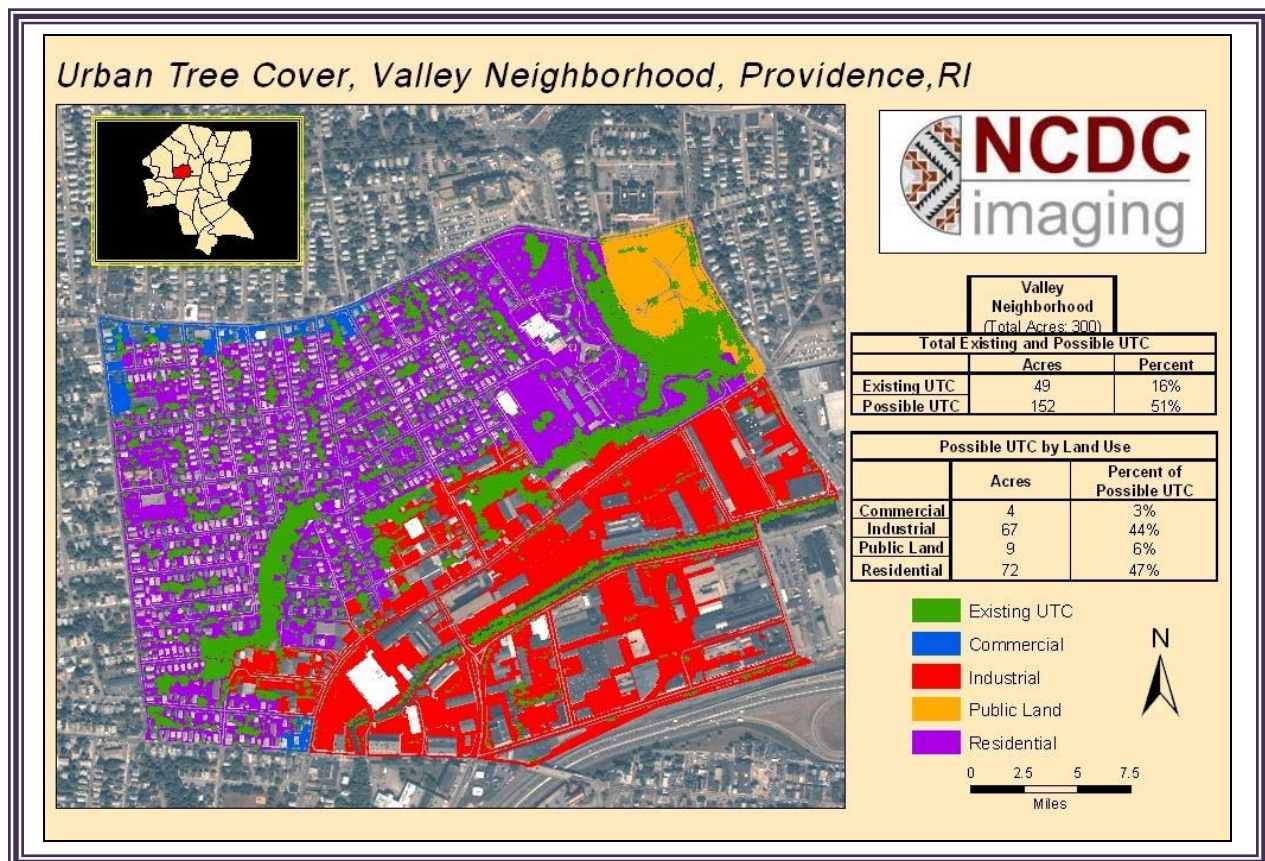 Urban Tree Cover, Valley Neighborhood, Providence,RI
NCDC
imaging
Valley
Neighborhood
(Total Acres: 300)
Total Existing and Possible UTC
Acres Percent
Existing UTC 49 16%
Possible UTC 152 51%
Possible UTC by Land Use
Acres Percent of
Possible UTC
Commercial 4 3%
Industrial 67 44%
Public Land 9 6%
Residential 72 47%
Existing UTC
Commercial
Industrial
Public Land
Residential
N
0 2.5 5 7.5
Miles